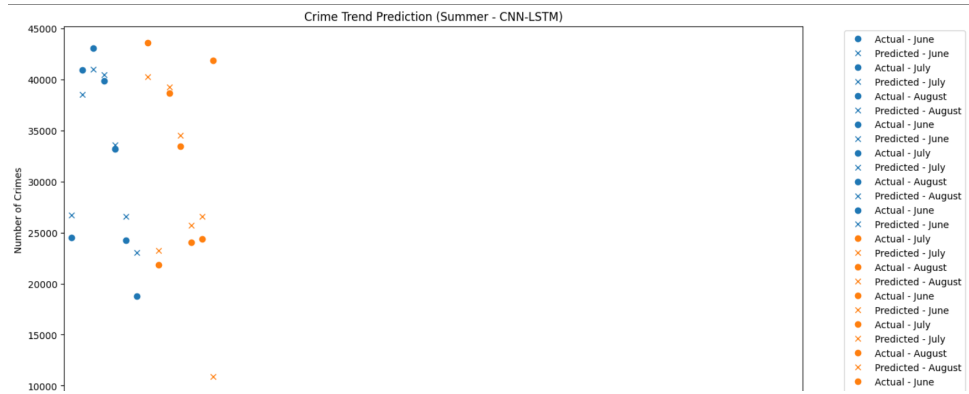 Crime Trend Prediction (Summer - CNN-LSTM)
45000
40000
35000
30000
25000
20000
15000
10000
Number of Crimes
Actual - June
Predicted - June
Actual - July
Predicted - July
Actual - August
Predicted - August
Actual - June
Predicted - June
Actual - July
Predicted - July
Actual - August
Predicted - August
Actual - June
Predicted - June
Actual - July
Predicted - July
Actual - August
Predicted - August
Actual - June
Predicted - June
Actual - July
Predicted - July
Actual - August
Predicted - August
Actual - June